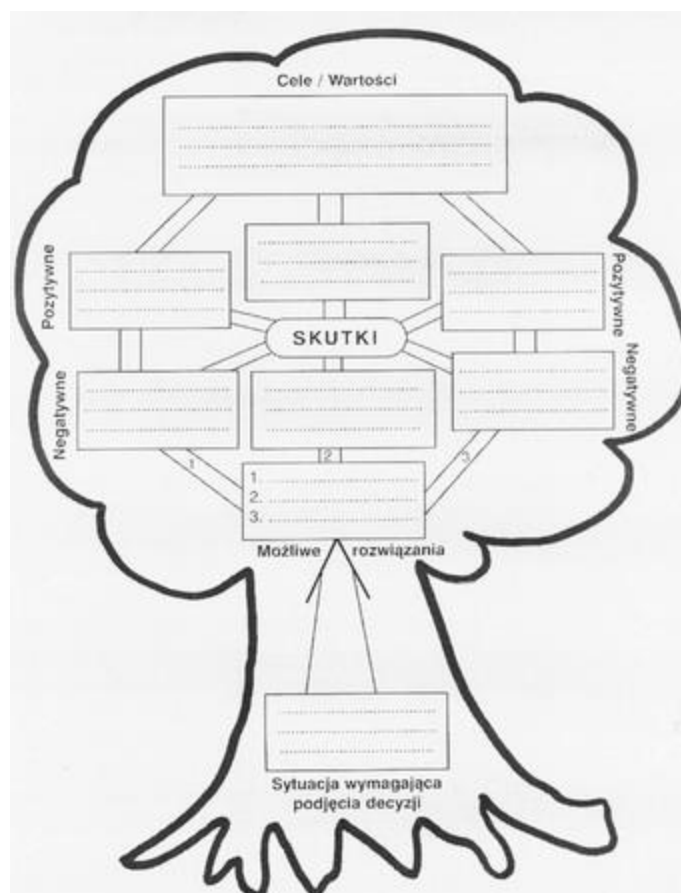 Cele / Wartości
Pozytywne
Pozytywne
SKUTKI
Negatywne
Negatywne
1
2
3
1.
2.
3.
Możliwe rozwiązania
Sytuacja wymagająca
podjęcia decyzji